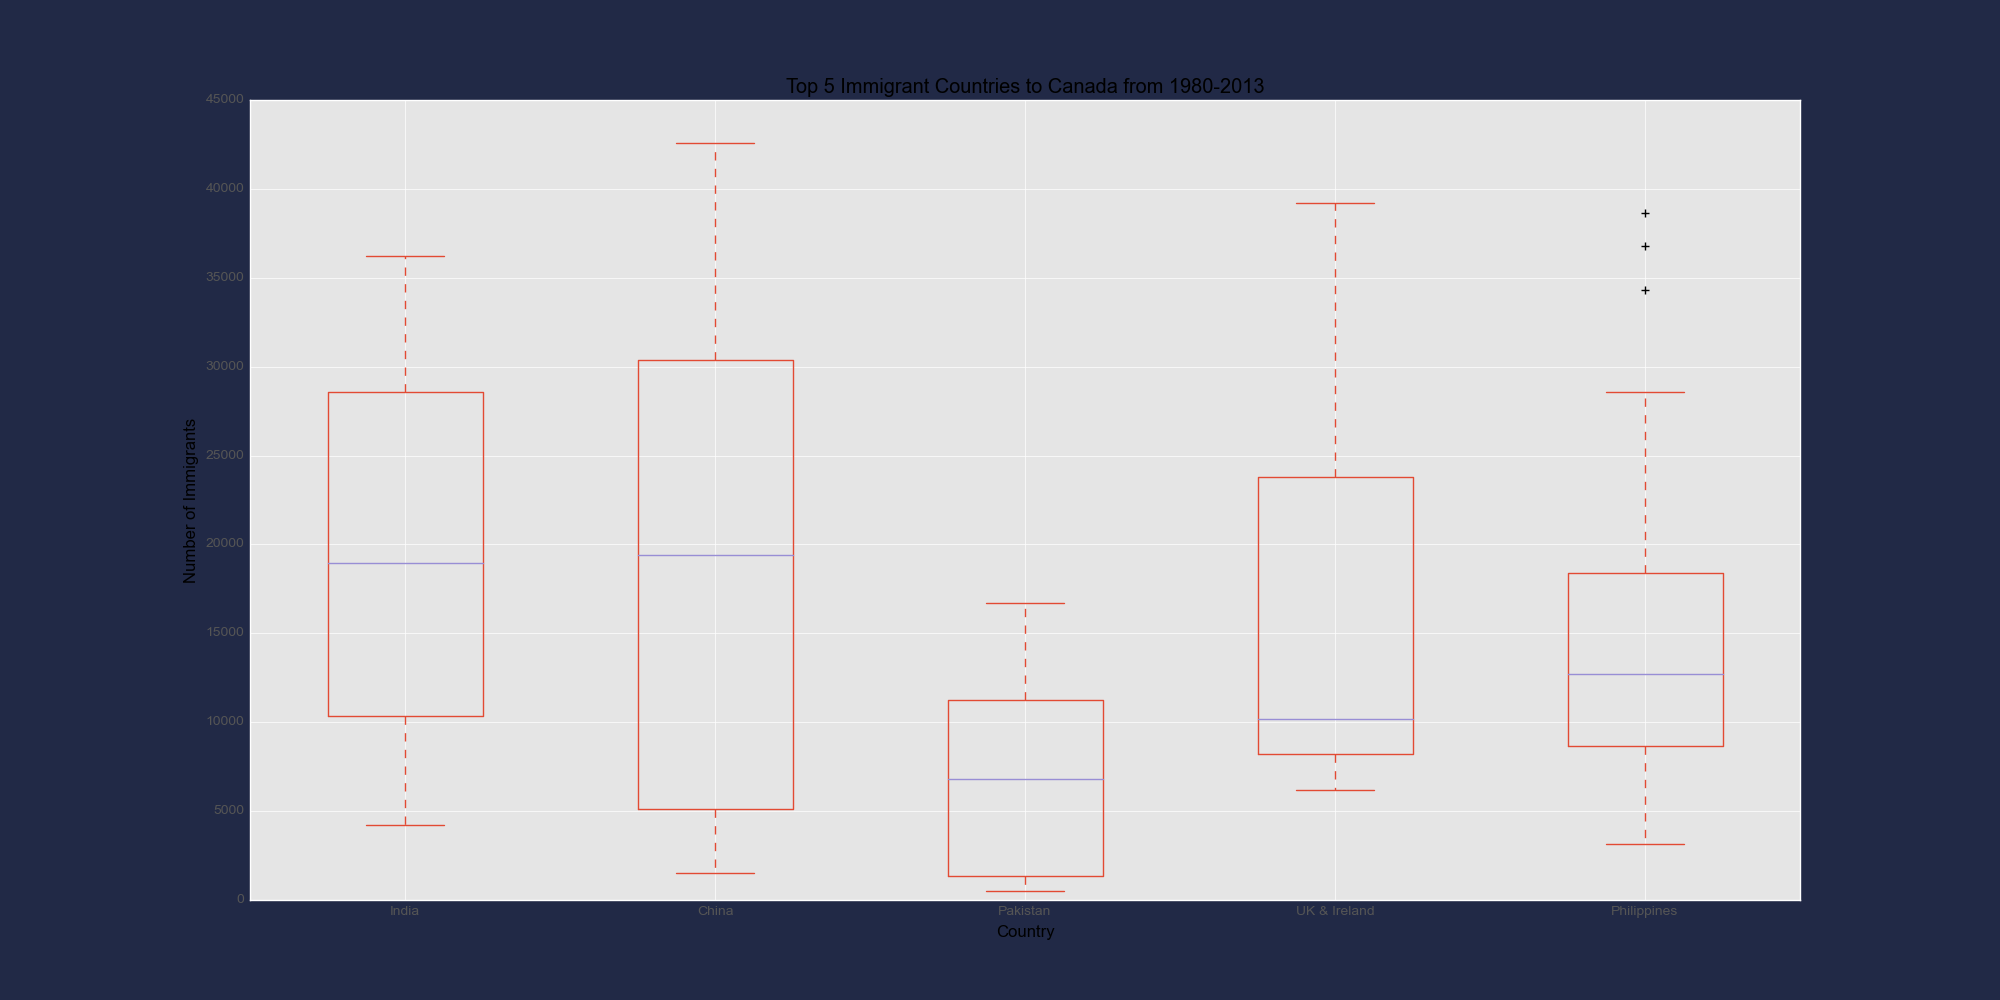 Top 5 Immigrant Countries to Canada from 1980-2013
45000
40000
35000
30000
25000
20000
15000
10000
5000
0
Number of Immigrants
India China Pakistan UK & Ireland Philippines
Country